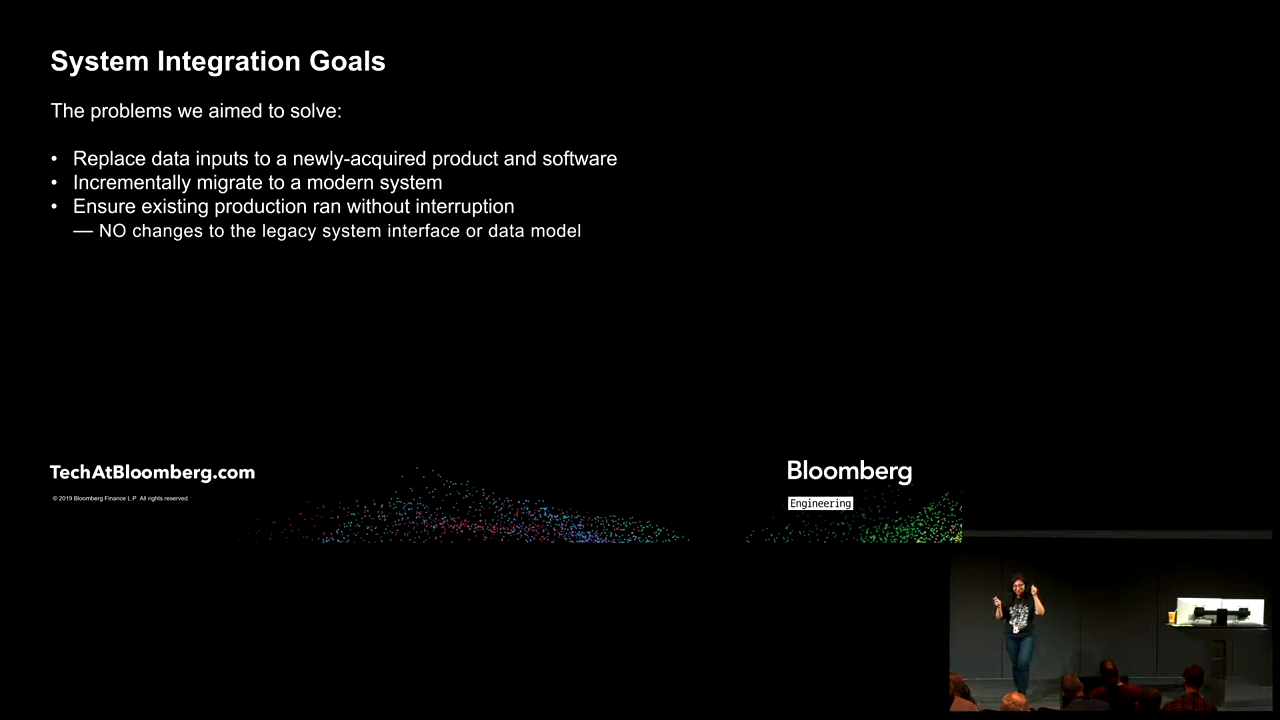 System Integration Goals
The problems we aimed to solve:
• Replace data inputs to a newly-acquired product and software
• Incrementally migrate to a modern system
• Ensure existing production ran without interruption
— NO changes to the legacy system interface or data model
TechAtBloomberg.com
© 2019 Bloomberg Finance L.P. All rights reserved.
Bloomberg
Engineering